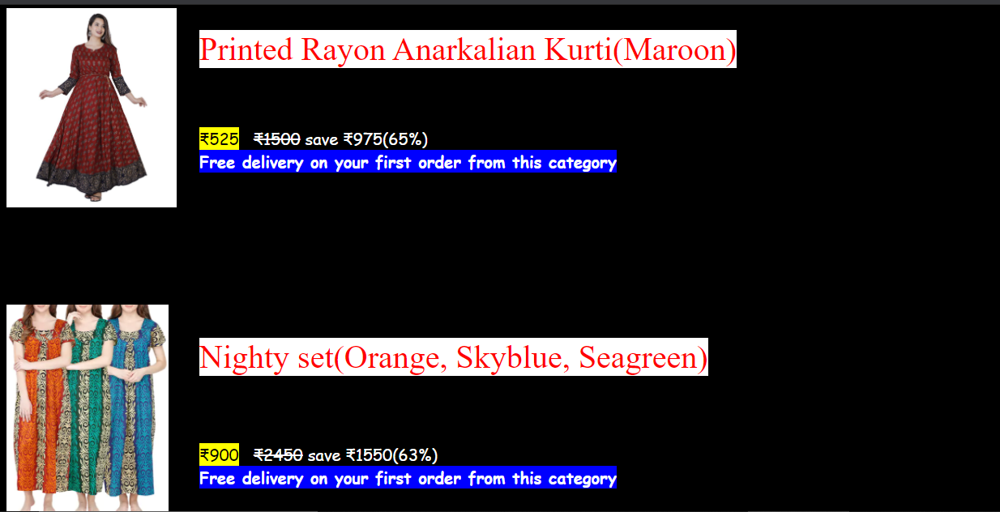 Printed Rayon Anarkalian Kurti(Maroon)
₹525 ₹1500 save ₹975(65%)
Free delivery on your first order from this category
Nighty set(Orange, Skyblue, Seagreen)
₹900 ₹2450 save ₹1550(63%)
Free delivery on your first order from this category